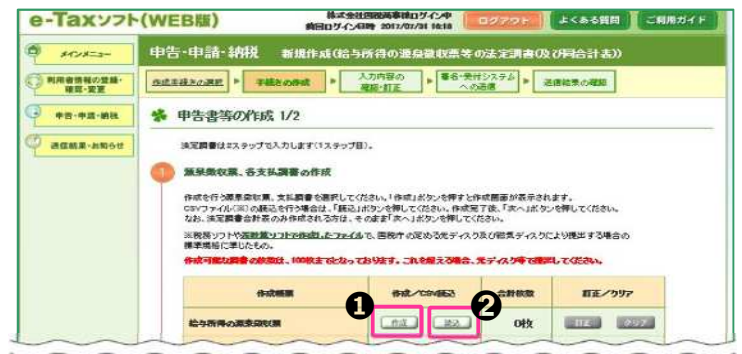 e-Taxソフト(WEB版)
株式会社国税商事様ログイン中
前回ログイン日時 2017/07/31 16:18
ログアウト
よくある質問
ご利用ガイド
メインメニュー
利用者情報の登録・
確認・変更
申告・申請・納税
送信結果・お知らせ
申告・申請・納税 新規作成(給与所得の源泉徴収票等の法定調書(及び同合計表))
作成手続きの選択
手続きの作成
入力内容の
確認・訂正
署名・受付システム
への送信
送信結果の確認
申告書等の作成 1/2
法定調書は2ステップで入力します(1ステップ目)。
1 源泉徴収票、各支払調書の作成
作成を行う源泉徴収票、支払調書を選択してください。「作成」ボタンを押すと作成画面が表示されます。
CSVファイル(※)の読込を行う場合は、「読込」ボタンを押してください。作成完了後、「次へ」ボタンを押してください。
なお、法定調書合計表のみ作成される方は、そのまま「次へ」ボタンを押してください。
※税務ソフトや表計算ソフトで作成したファイルで、国税庁の定める光ディスク及び磁気ディスクにより提出する場合の
標準規格に準じたもの。
作成可能な調書の枚数は、100枚までとなっております。これを超える場合、光ディスク等で提出してください。
作成帳票
作成/CSV読込
合計枚数
訂正/クリア
❶
❷
給与所得の源泉徴収票
作成
読込
0枚
訂正
クリア